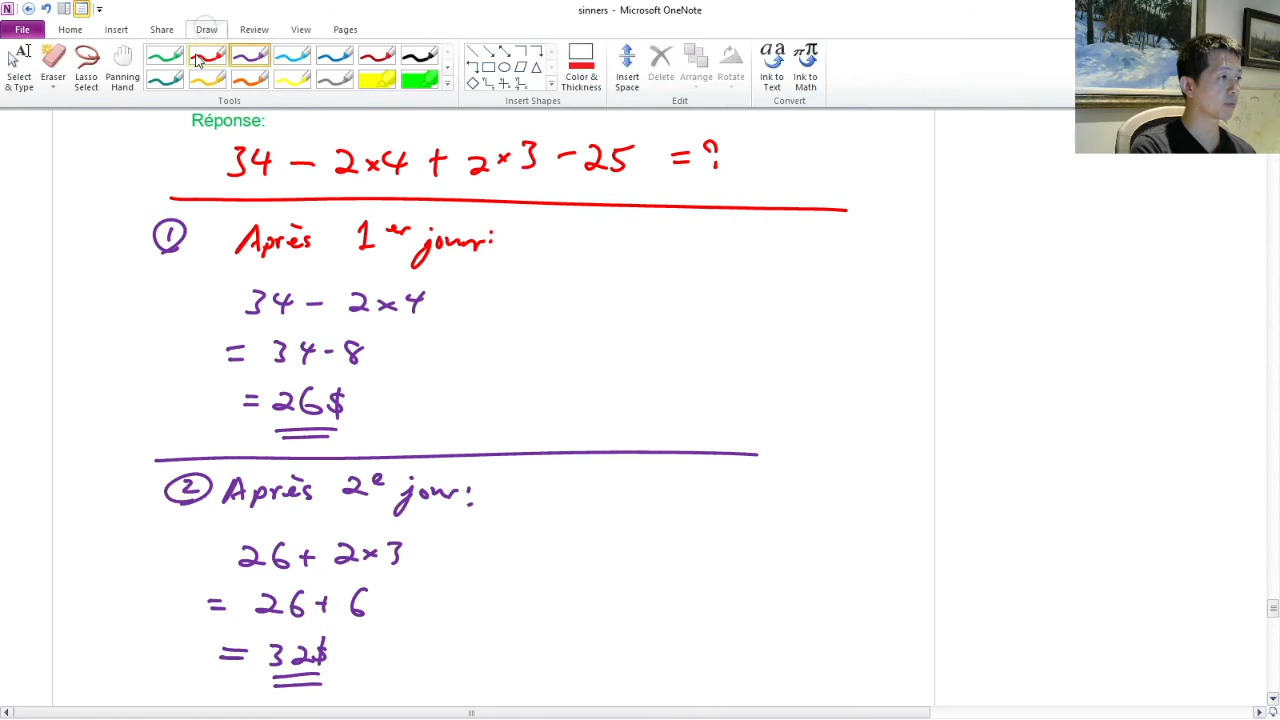 sinners - Microsoft OneNote
File Home Insert Share Draw Review View Pages
Select & Type
Eraser
Lasso Select
Panning Hand
Color & Thickness
Insert Space
Delete
Arrange
Rotate
Ink to Text
Ink to Math
Tools
Insert Shapes
Edit
Convert
Réponse:
34 - 2×4 + 2×3 - 25 = ?
① Après 1er jour:
34 - 2×4
= 34 - 8
= 26$
② Après 2e jour:
26 + 2×3
= 26 + 6
= 32$